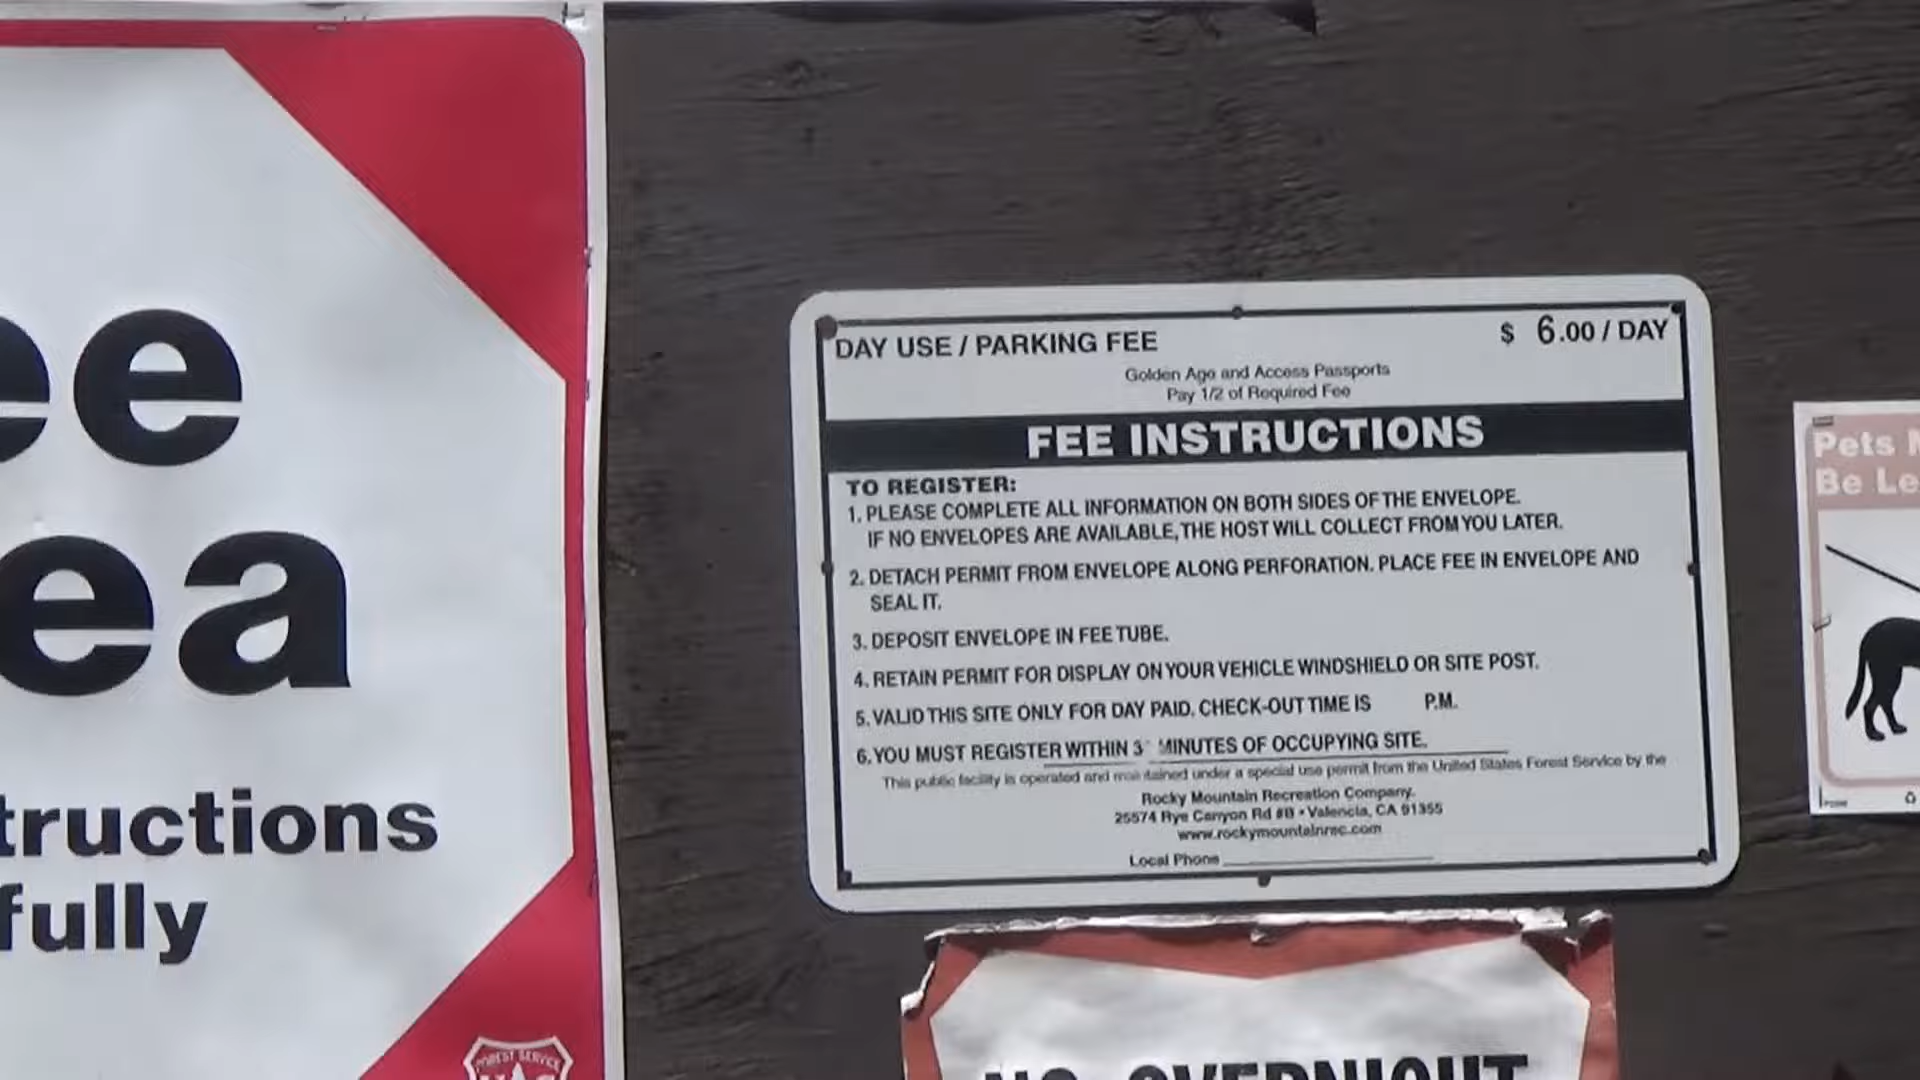 ee
ea
tructions
fully
FOREST SERVICE
DAY USE / PARKING FEE $ 6.00 / DAY
Golden Age and Access Passports
Pay 1/2 of Required Fee
FEE INSTRUCTIONS
TO REGISTER:
1. PLEASE COMPLETE ALL INFORMATION ON BOTH SIDES OF THE ENVELOPE.
IF NO ENVELOPES ARE AVAILABLE, THE HOST WILL COLLECT FROM YOU LATER.
2. DETACH PERMIT FROM ENVELOPE ALONG PERFORATION. PLACE FEE IN ENVELOPE AND
SEAL IT.
3. DEPOSIT ENVELOPE IN FEE TUBE.
4. RETAIN PERMIT FOR DISPLAY ON YOUR VEHICLE WINDSHIELD OR SITE POST.
5. VALID THIS SITE ONLY FOR DAY PAID. CHECK-OUT TIME IS P.M.
6. YOU MUST REGISTER WITHIN 3 MINUTES OF OCCUPYING SITE.
This public facility is operated and maintained under a special use permit from the United States Forest Service by the
Rocky Mountain Recreation Company.
25574 Rye Canyon Rd #B • Valencia, CA 91355
www.rockymountainrec.com
Local Phone
NO OVERNIGHT
Pets
Be Le